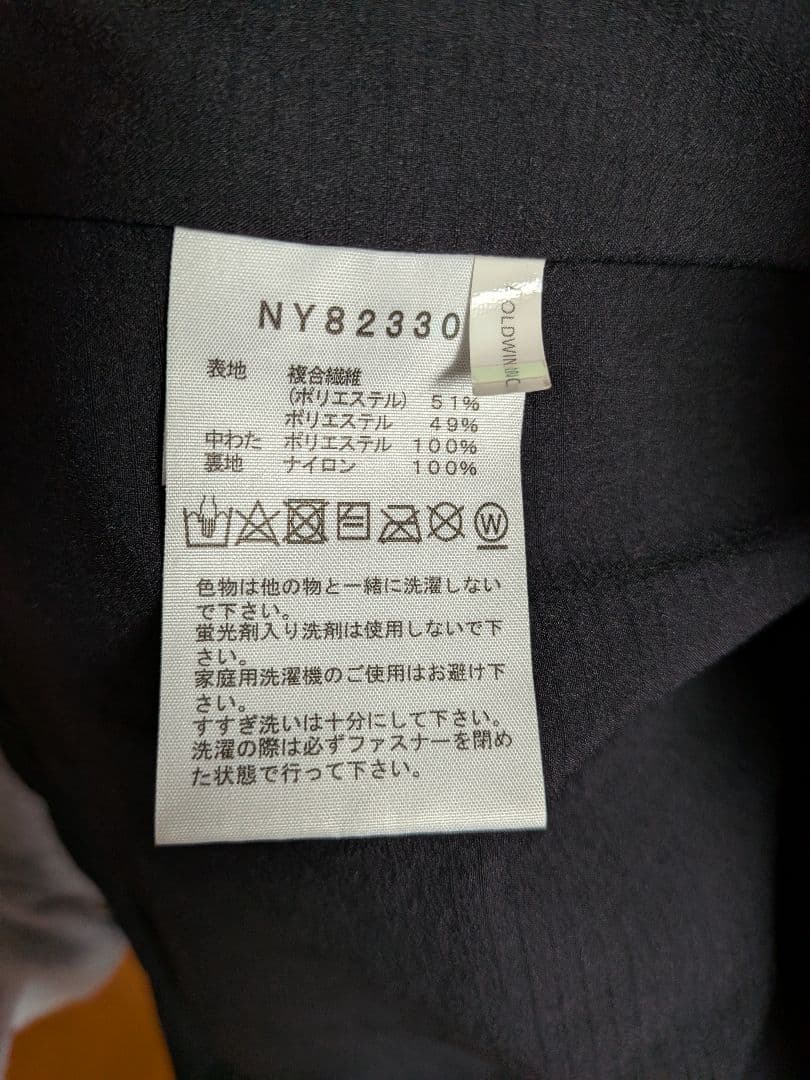 NY82330
OLDWIN INC
表地 複合繊維
(ポリエステル) 51%
ポリエステル 49%
中わた ポリエステル 100%
裏地 ナイロン 100%
W
色物は他の物と一緒に洗濯しない
で下さい。
蛍光剤入り洗剤は使用しないで下
さい。
家庭用洗濯機のご使用はお避け下
さい。
すすぎ洗いは十分にして下さい。
洗濯の際は必ずファスナーを閉め
た状態で行って下さい。